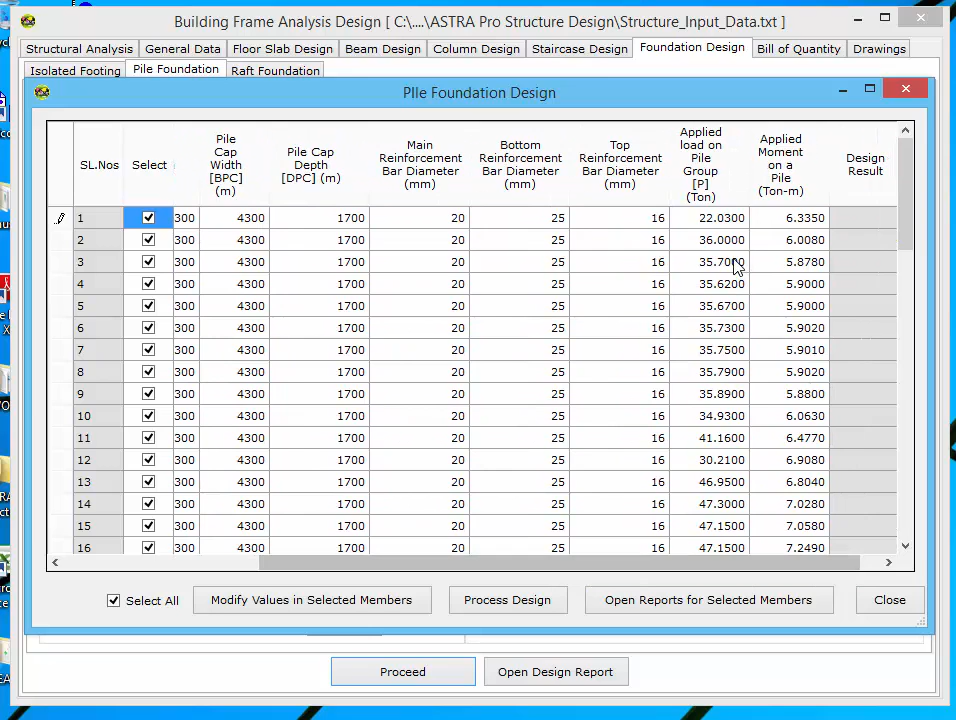 Building Frame Analysis Design [ C:\....\ASTRA Pro Structure Design\Structure_Input_Data.txt ]
Structural Analysis General Data Floor Slab Design Beam Design Column Design Staircase Design Foundation Design Bill of Quantity Drawings
Isolated Footing Pile Foundation Raft Foundation
PIle Foundation Design
SL.Nos Select Pile Cap Width [BPC] (m) Pile Cap Depth [DPC] (m) Main Reinforcement Bar Diameter (mm) Bottom Reinforcement Bar Diameter (mm) Top Reinforcement Bar Diameter (mm) Applied load on Pile Group [P] (Ton) Applied Moment on a Pile (Ton-m) Design Result
1 300 4300 1700 20 25 16 22.0300 6.3350
2 300 4300 1700 20 25 16 36.0000 6.0080
3 300 4300 1700 20 25 16 35.7000 5.8780
4 300 4300 1700 20 25 16 35.6200 5.9000
5 300 4300 1700 20 25 16 35.6700 5.9000
6 300 4300 1700 20 25 16 35.7300 5.9020
7 300 4300 1700 20 25 16 35.7500 5.9010
8 300 4300 1700 20 25 16 35.7900 5.9020
9 300 4300 1700 20 25 16 35.8900 5.8800
10 300 4300 1700 20 25 16 34.9300 6.0630
11 300 4300 1700 20 25 16 41.1600 6.4770
12 300 4300 1700 20 25 16 30.2100 6.9080
13 300 4300 1700 20 25 16 46.9500 6.8040
14 300 4300 1700 20 25 16 47.3000 7.0280
15 300 4300 1700 20 25 16 47.1500 7.0580
16 300 4300 1700 20 25 16 47.1500 7.2490
Select All Modify Values in Selected Members Process Design Open Reports for Selected Members Close
Proceed Open Design Report